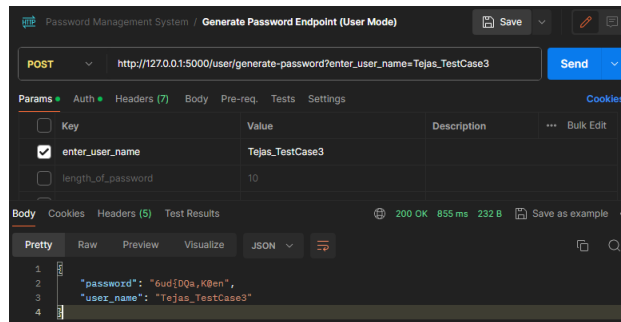 HTTP Password Management System / Generate Password Endpoint (User Mode) Save
POST http://127.0.0.1:5000/user/generate-password?enter_user_name=Tejas_TestCase3 Send
Params Auth Headers (7) Body Pre-req. Tests Settings Cookies
Key Value Description ••• Bulk Edit
enter_user_name Tejas_TestCase3
length_of_password 10
Body Cookies Headers (5) Test Results 200 OK 855 ms 232 B Save as example
Pretty Raw Preview Visualize JSON
1 {
2 "password": "6ud{DQa,K@en",
3 "user_name": "Tejas_TestCase3"
4 }